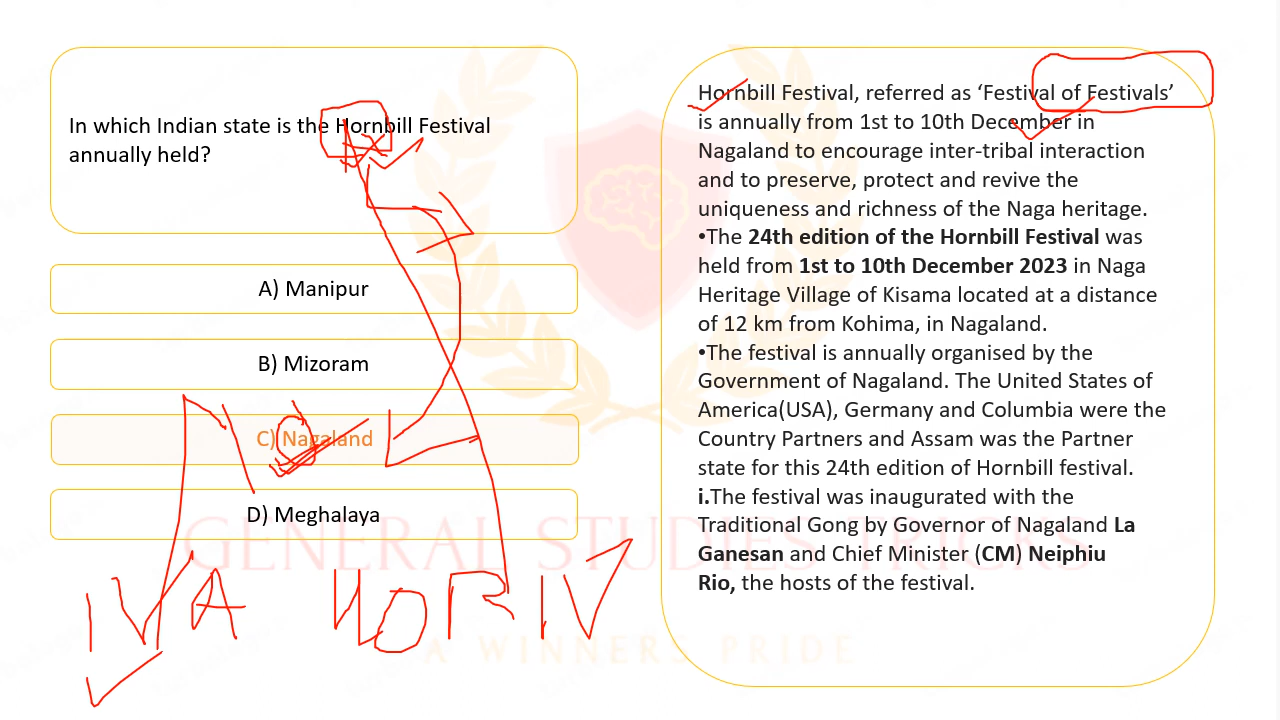 In which Indian state is the Hornbill Festival
annually held?
A) Manipur
B) Mizoram
C) Nagaland
D) Meghalaya
Hornbill Festival, referred as ‘Festival of Festivals’
is annually from 1st to 10th December in
Nagaland to encourage inter-tribal interaction
and to preserve, protect and revive the
uniqueness and richness of the Naga heritage.
•The 24th edition of the Hornbill Festival was
held from 1st to 10th December 2023 in Naga
Heritage Village of Kisama located at a distance
of 12 km from Kohima, in Nagaland.
•The festival is annually organised by the
Government of Nagaland. The United States of
America(USA), Germany and Columbia were the
Country Partners and Assam was the Partner
state for this 24th edition of Hornbill festival.
i.The festival was inaugurated with the
Traditional Gong by Governor of Nagaland La
Ganesan and Chief Minister (CM) Neiphiu
Rio, the hosts of the festival.
GENERAL STUDIES TRICKS
A WINNERS PRIDE